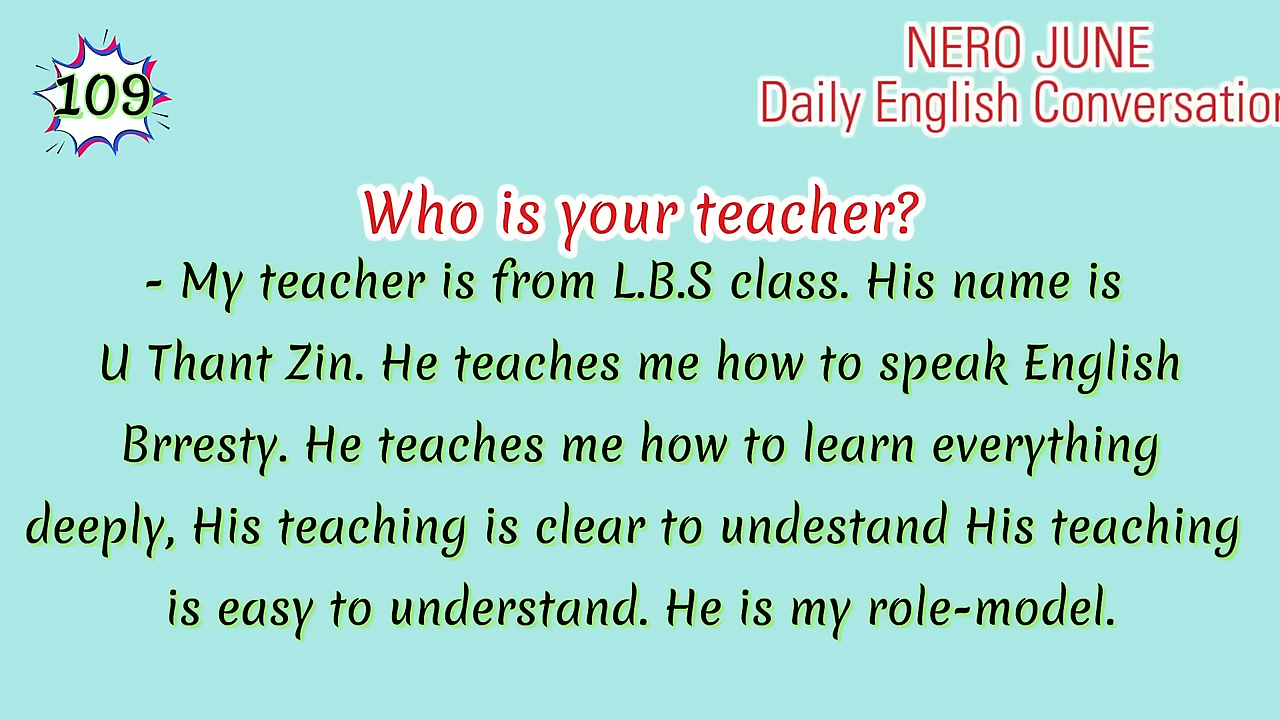 109
NERO JUNE
Daily English Conversation
Who is your teacher?
- My teacher is from L.B.S class. His name is
U Thant Zin. He teaches me how to speak English
Brresty. He teaches me how to learn everything
deeply, His teaching is clear to undestand His teaching
is easy to understand. He is my role-model.